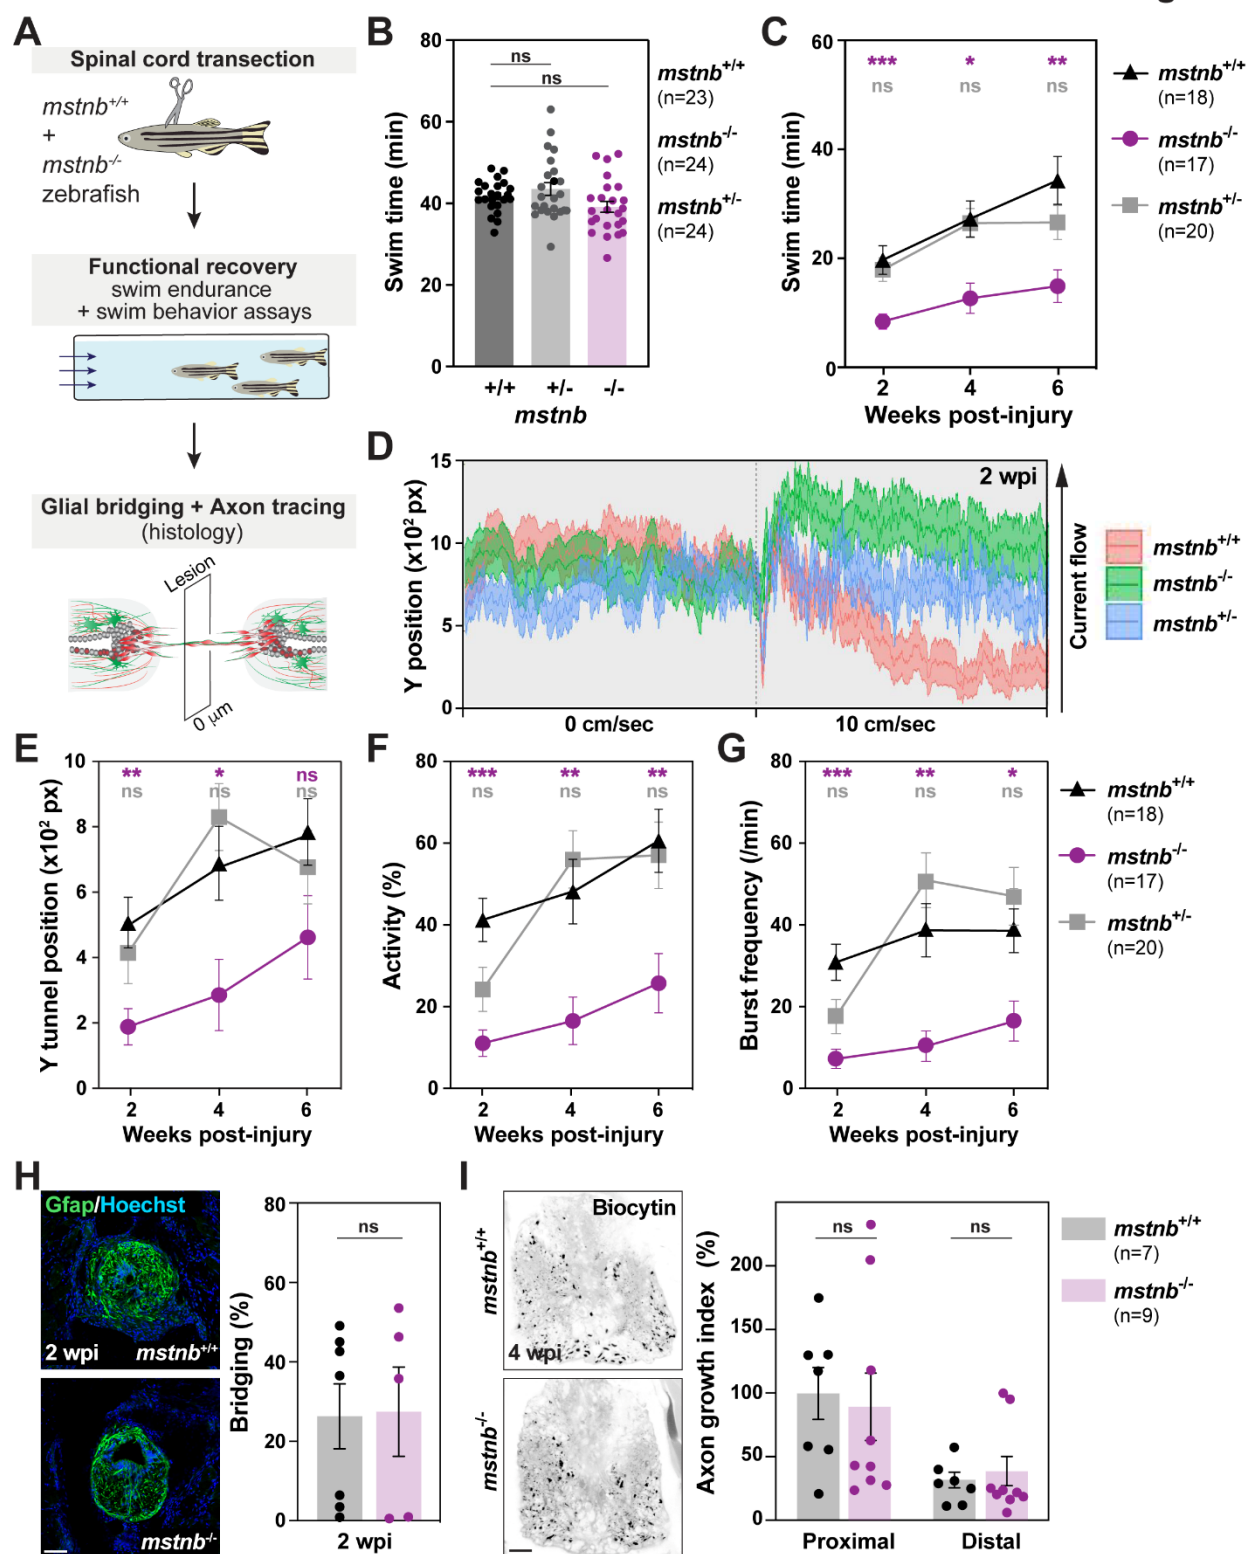 A
Spinal cord transection
mstnb+/+
+
mstnb-/-
zebrafish
Functional recovery
swim endurance
+ swim behavior assays
Glial bridging + Axon tracing
(histology)
Lesion
0 µm
B
80
60
40
20
0
Swim time (min)
ns
ns
+/+ +/- -/-
mstnb
mstnb+/+
(n=23)
mstnb-/-
(n=24)
mstnb+/-
(n=24)
C
60
40
20
0
Swim time (min)
*** * **
ns ns ns
2 4 6
Weeks post-injury
mstnb+/+
(n=18)
mstnb-/-
(n=17)
mstnb+/-
(n=20)
D
15
10
5
0
Y position (x10² px)
2 wpi
0 cm/sec 10 cm/sec
Current flow
mstnb+/+
mstnb-/-
mstnb+/-
E
10
8
6
4
2
0
Y tunnel position (x10² px)
** * ns
ns ns ns
2 4 6
Weeks post-injury
F
80
60
40
20
0
Activity (%)
*** ** **
ns ns ns
2 4 6
Weeks post-injury
G
80
60
40
20
0
Burst frequency (/min)
*** ** *
ns ns ns
2 4 6
Weeks post-injury
mstnb+/+
(n=18)
mstnb-/-
(n=17)
mstnb+/-
(n=20)
H
Gfap/Hoechst
2 wpi mstnb+/+
mstnb-/-
80
60
40
20
0
Bridging (%)
ns
2 wpi
I
Biocytin
mstnb+/+
4 wpi
mstnb-/-
200
150
100
50
0
Axon growth index (%)
ns ns
Proximal Distal
mstnb+/+
(n=7)
mstnb-/-
(n=9)